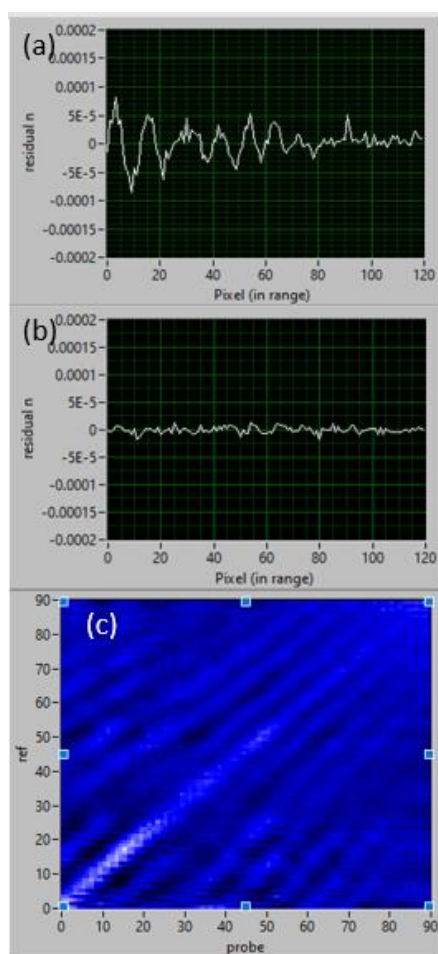 (a)
0.0002
0.00015
0.0001
5E-5
0
-5E-5
-0.0001
-0.00015
-0.0002
residual n
0 20 40 60 80 100 120
Pixel (in range)
(b)
0.0002
0.00015
0.0001
5E-5
0
-5E-5
-0.0001
-0.00015
-0.0002
residual n
0 20 40 60 80 100 120
Pixel (in range)
(c)
90
80
70
60
50
40
30
20
10
0
ref
0 10 20 30 40 50 60 70 80 90
probe